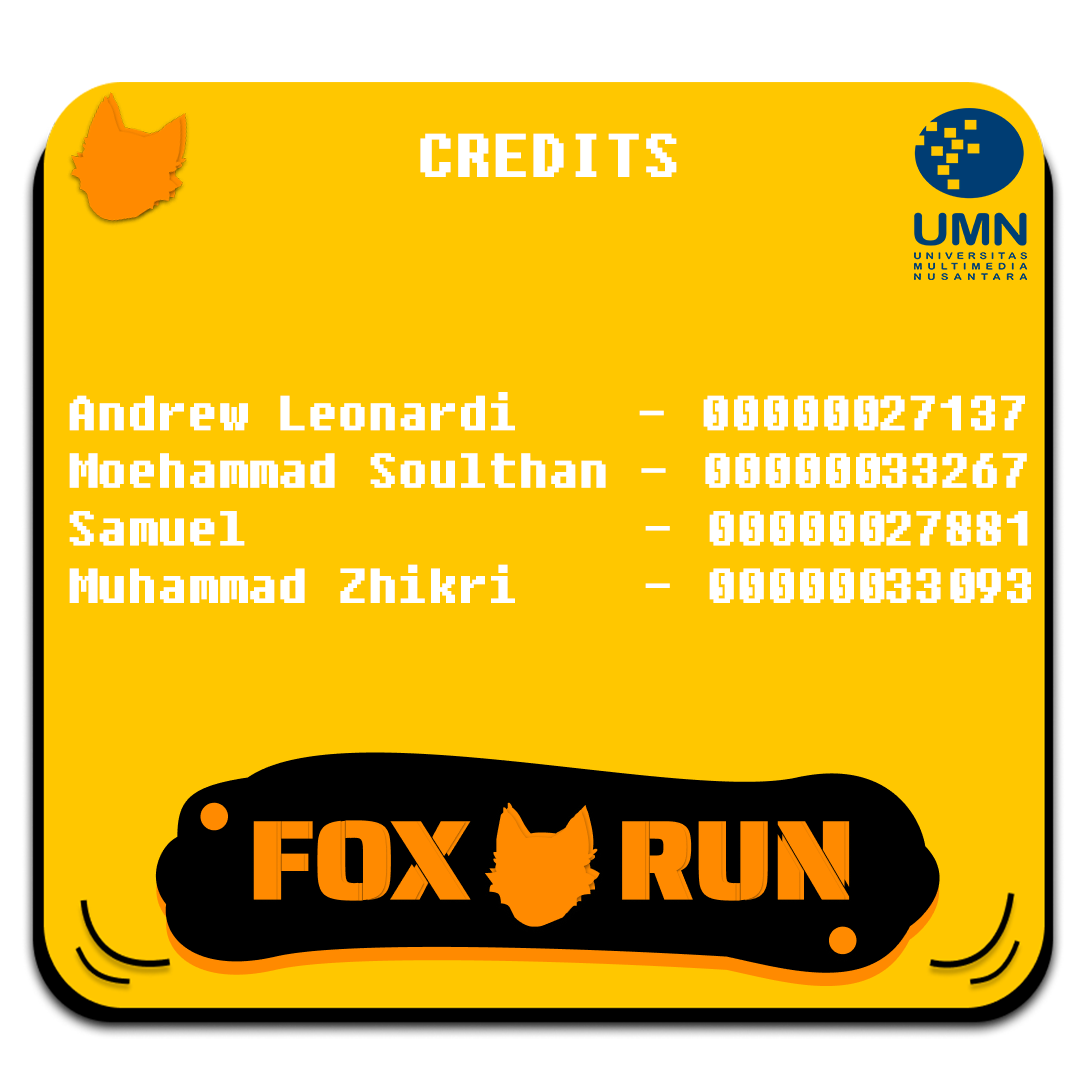 CREDITS
UMN
UNIVERSITAS
MULTIMEDIA
NUSANTARA
Andrew Leonardi - 00000027137
Moehammad Soulthan - 00000033267
Samuel - 00000027881
Muhammad Zhikri - 00000033093
FOX RUN